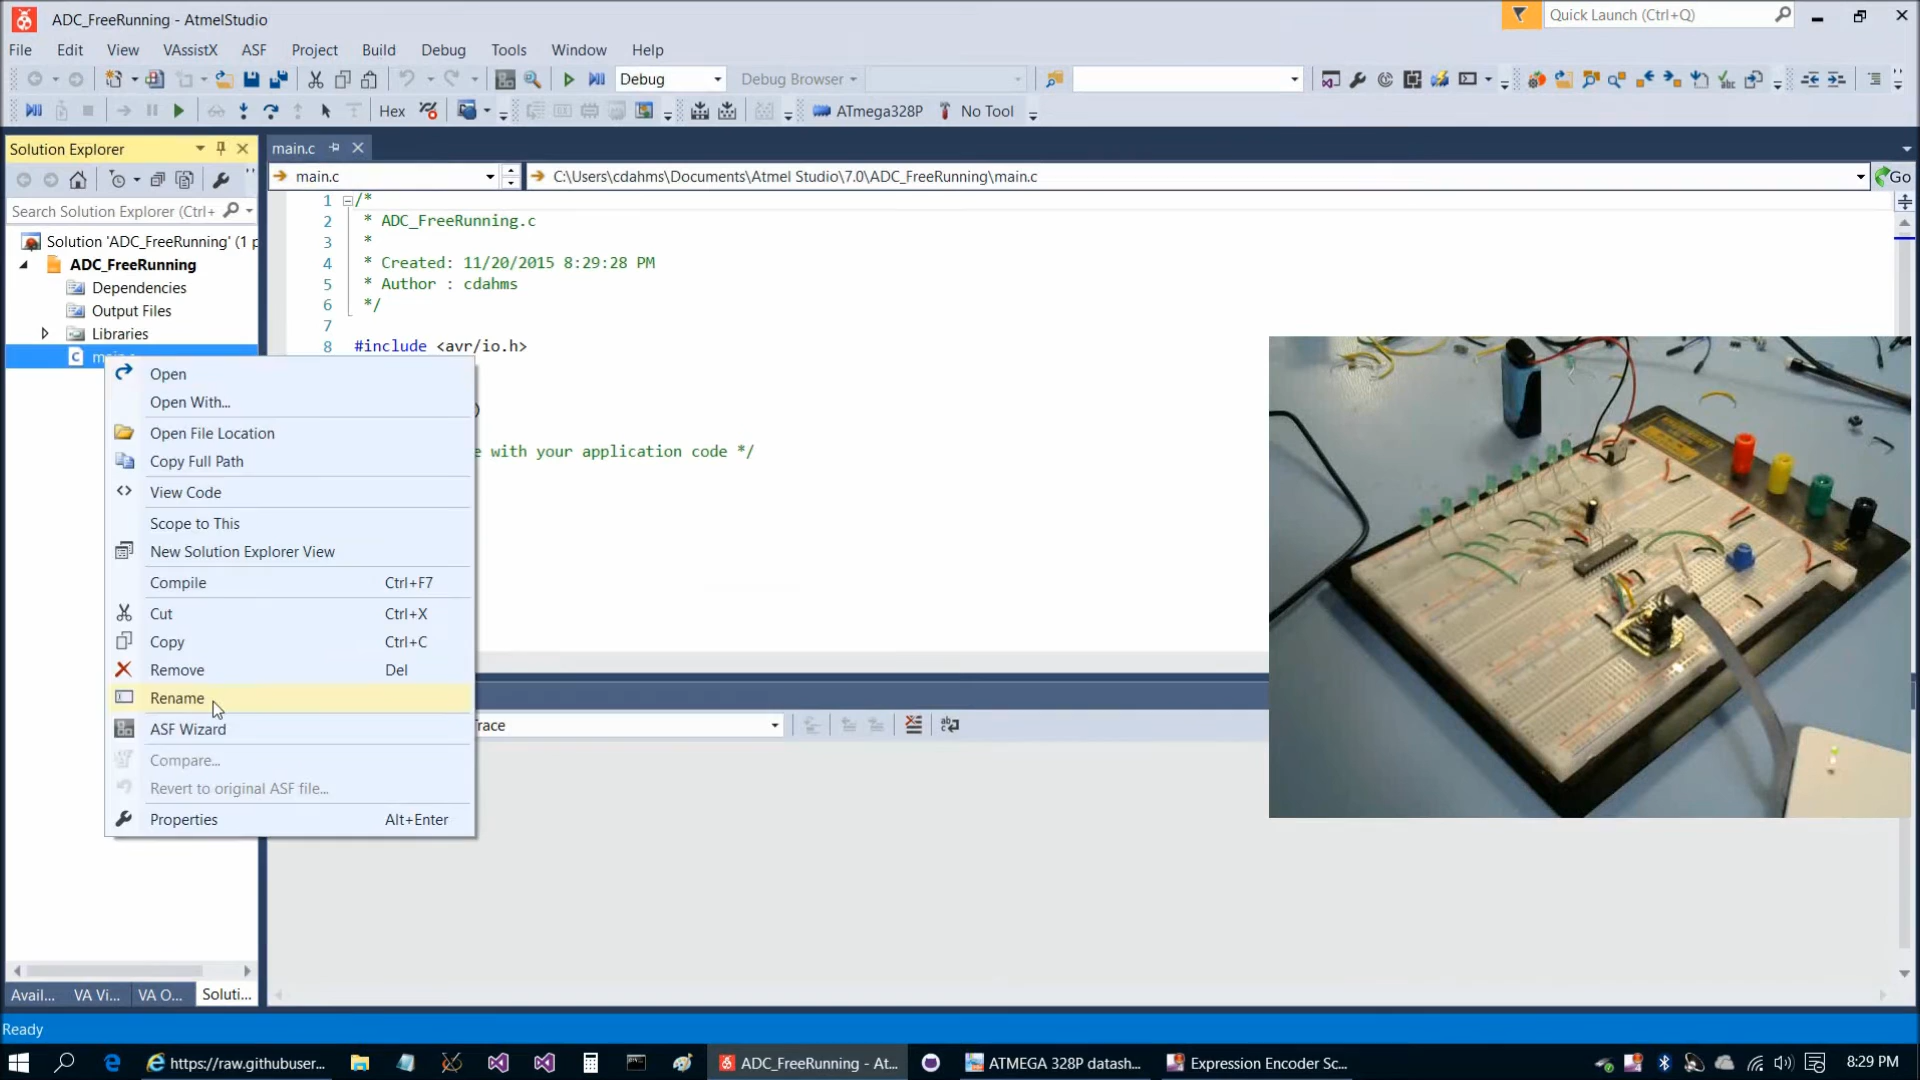 ADC_FreeRunning - AtmelStudio
Quick Launch (Ctrl+Q)
File Edit View VAssistX ASF Project Build Debug Tools Window Help
Debug
Debug Browser
Hex
ATmega328P
No Tool
Solution Explorer
main.c
main.c
C:\Users\cdahms\Documents\Atmel Studio\7.0\ADC_FreeRunning\main.c
Go
Search Solution Explorer (Ctrl+
Solution 'ADC_FreeRunning' (1 p
ADC_FreeRunning
Dependencies
Output Files
Libraries
1 /*
2 * ADC_FreeRunning.c
3 *
4 * Created: 11/20/2015 8:29:28 PM
5 * Author : cdahms
6 */
7
8 #include <avr/io.h>
)
e with your application code */
Open
Open With...
Open File Location
Copy Full Path
View Code
Scope to This
New Solution Explorer View
Compile Ctrl+F7
Cut Ctrl+X
Copy Ctrl+C
Remove Del
Rename
ASF Wizard
Compare...
Revert to original ASF file...
Properties Alt+Enter
race
Avail... VA Vi... VA O... Soluti...
Ready
https://raw.githubuser...
ADC_FreeRunning - At...
ATMEGA 328P datash...
Expression Encoder Sc...
8:29 PM